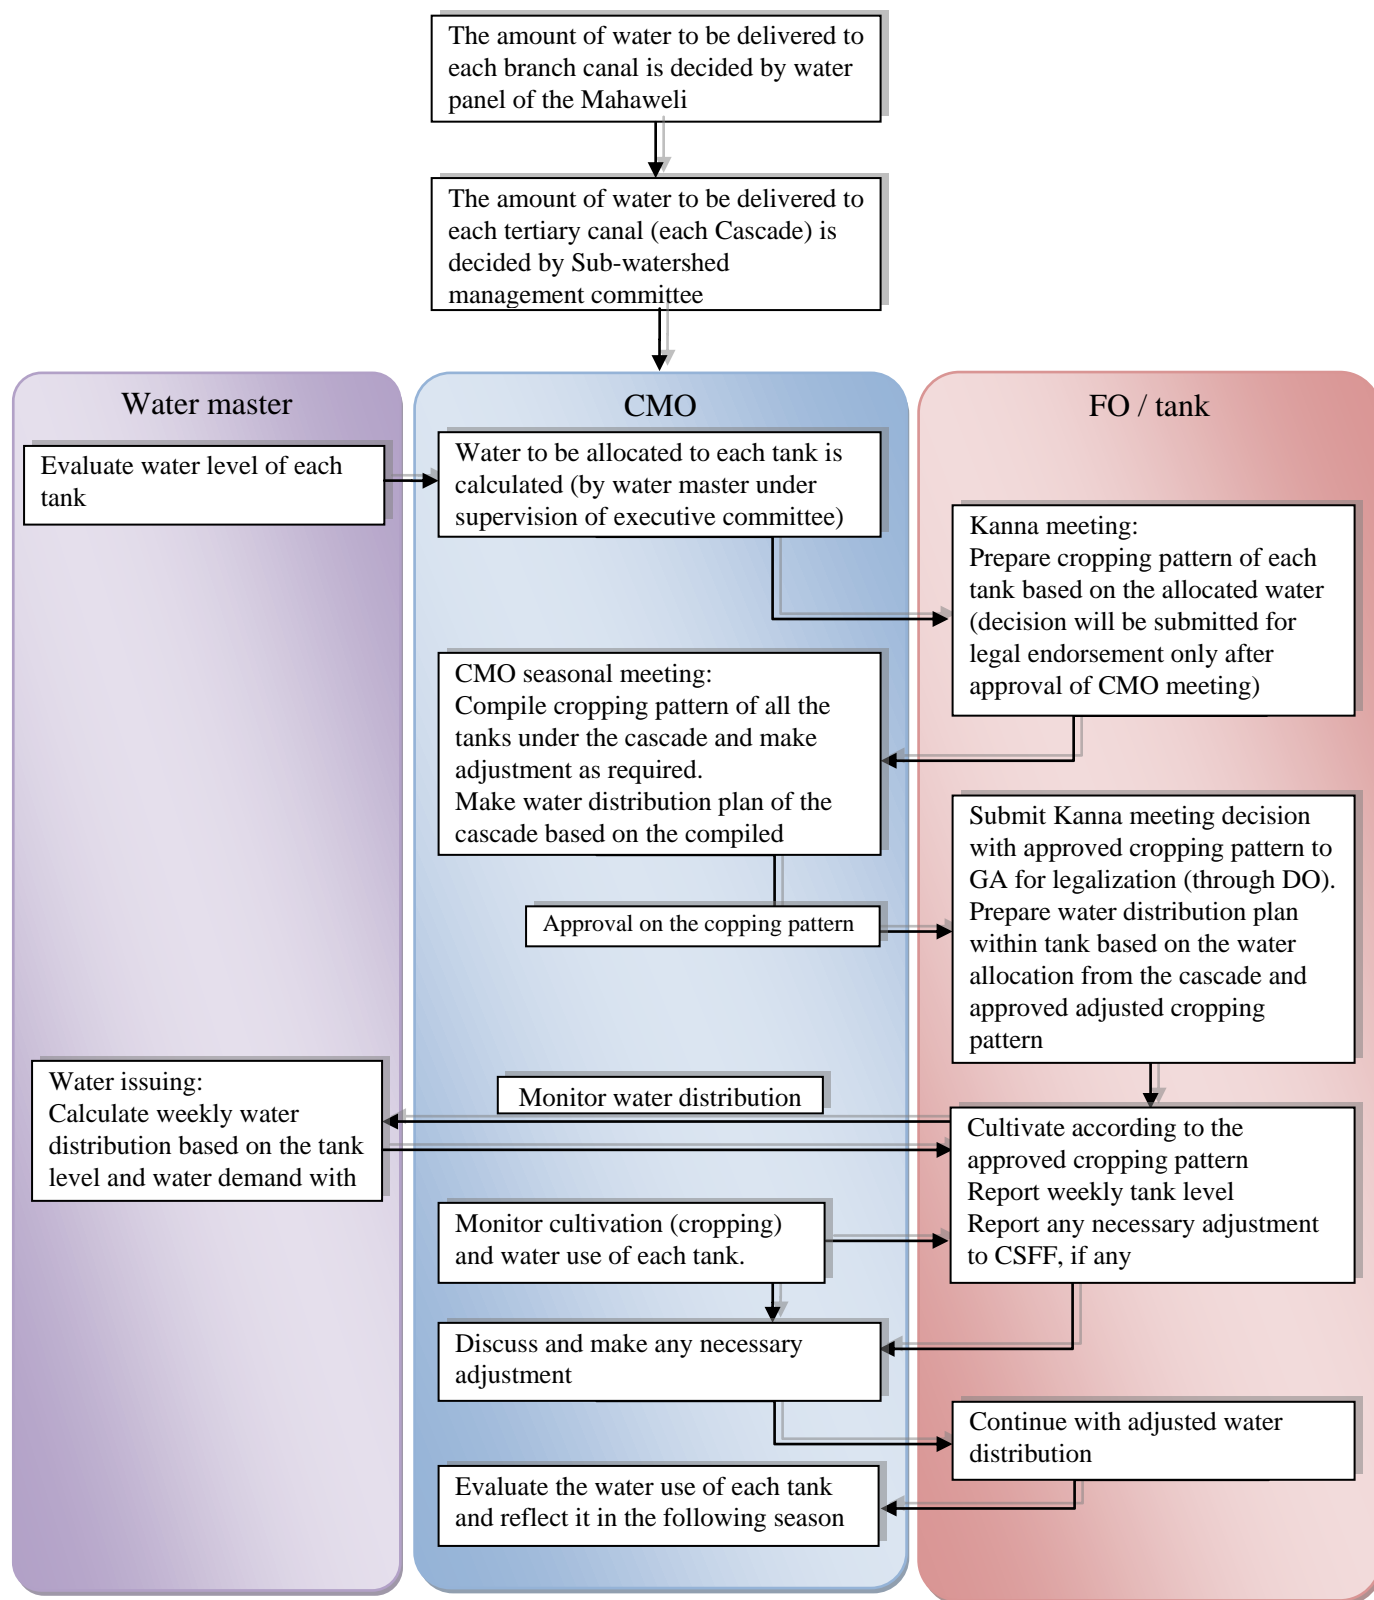 The amount of water to be delivered to
each branch canal is decided by water
panel of the Mahaweli
The amount of water to be delivered to
each tertiary canal (each Cascade) is
decided by Sub-watershed
management committee
Water master
CMO
FO / tank
Evaluate water level of each
tank
Water to be allocated to each tank is
calculated (by water master under
supervision of executive committee)
Kanna meeting:
Prepare cropping pattern of each
tank based on the allocated water
(decision will be submitted for
legal endorsement only after
approval of CMO meeting)
CMO seasonal meeting:
Compile cropping pattern of all the
tanks under the cascade and make
adjustment as required.
Make water distribution plan of the
cascade based on the compiled
Approval on the copping pattern
Submit Kanna meeting decision
with approved cropping pattern to
GA for legalization (through DO).
Prepare water distribution plan
within tank based on the water
allocation from the cascade and
approved adjusted cropping
pattern
Water issuing:
Calculate weekly water
distribution based on the tank
level and water demand with
Monitor water distribution
Cultivate according to the
approved cropping pattern
Report weekly tank level
Report any necessary adjustment
to CSFF, if any
Monitor cultivation (cropping)
and water use of each tank.
Discuss and make any necessary
adjustment
Continue with adjusted water
distribution
Evaluate the water use of each tank
and reflect it in the following season